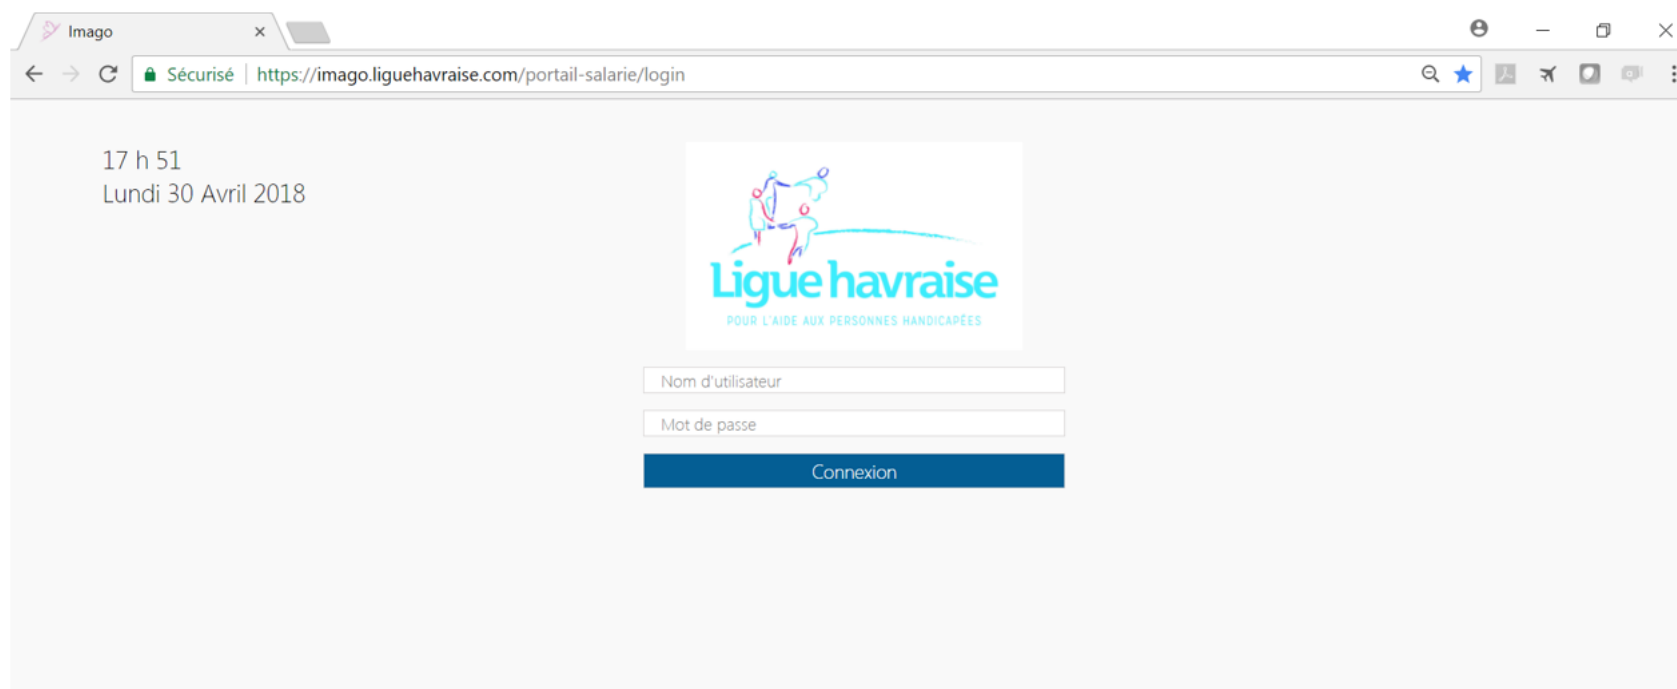 Imago
Sécurisé https://imago.liguehavraise.com/portail-salarie/login
17 h 51
Lundi 30 Avril 2018
Ligue havraise
POUR L'AIDE AUX PERSONNES HANDICAPÉES
Nom d'utilisateur
Mot de passe
Connexion